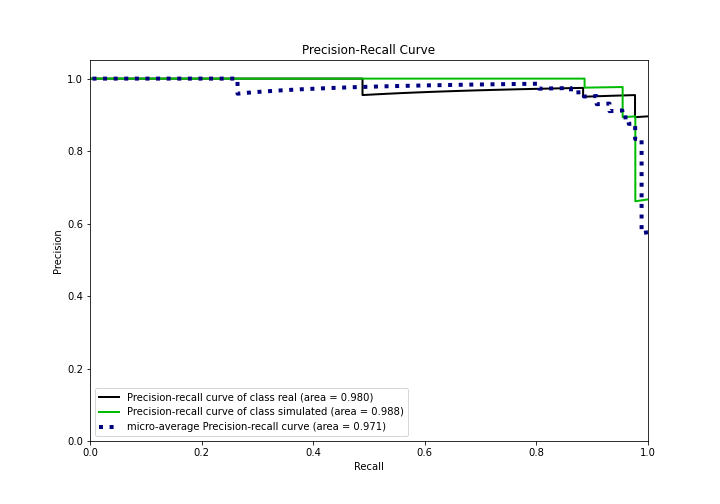 Precision-Recall Curve
1.0
0.8
0.6
0.4
0.2
0.0
Precision
Precision-recall curve of class real (area = 0.980)
Precision-recall curve of class simulated (area = 0.988)
micro-average Precision-recall curve (area = 0.971)
0.0 0.2 0.4 0.6 0.8 1.0
Recall